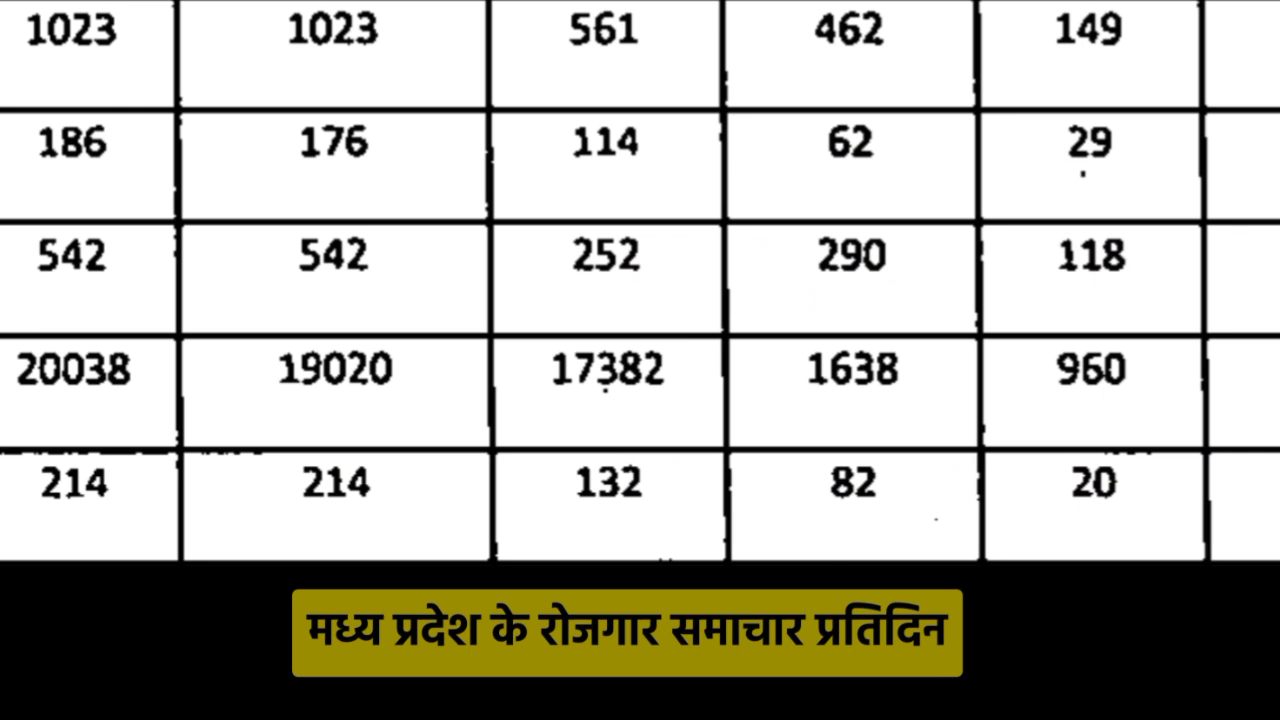 1023 1023 561 462 149
186 176 114 62 29
542 542 252 290 118
20038 19020 17382 1638 960
214 214 132 82 20
मध्य प्रदेश के रोजगार समाचार प्रतिदिन